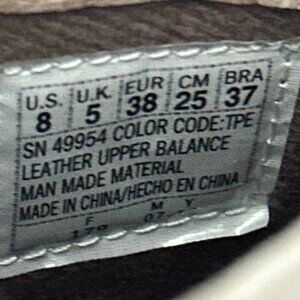 U.S. U.K. EUR CM BRA
8 5 38 25 37
SN 49954 COLOR CODE:TPE
LEATHER UPPER BALANCE
MAN MADE MATERIAL
MADE IN CHINA/HECHO EN CHINA
F M Y